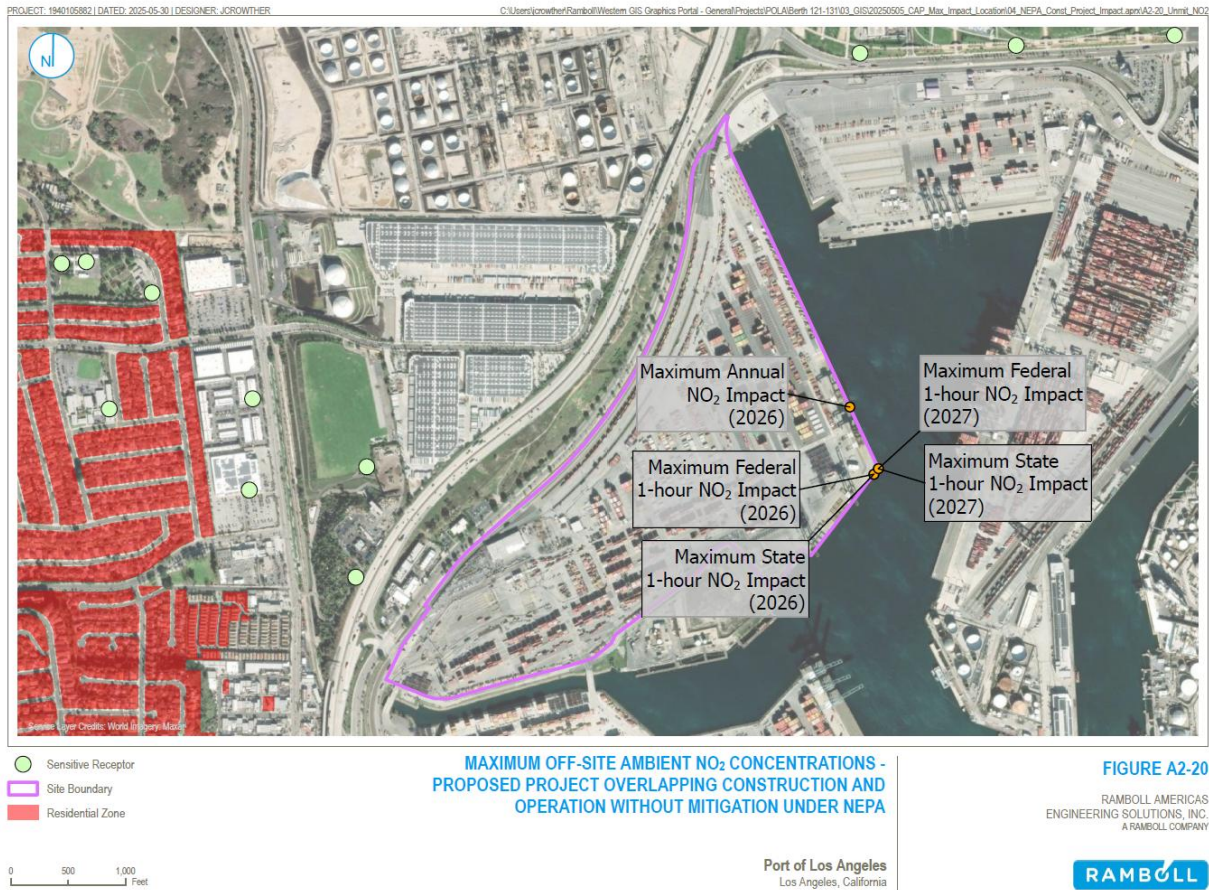 PROJECT: 1940105882 | DATED: 2025-05-30 | DESIGNER: JCROWTHER
C:\Users\jcrowther\Ramboll\Western GIS Graphics Portal - General\Projects\POLA\Berth 121-131\03_GIS\20250505_CAP_Max_Impact_Location\04_NEPA_Const_Project_Impact.aprx\A2-20_Unmit_NO2
N
Maximum Annual
NO₂ Impact
(2026)
Maximum Federal
1-hour NO₂ Impact
(2027)
Maximum Federal
1-hour NO₂ Impact
(2026)
Maximum State
1-hour NO₂ Impact
(2027)
Maximum State
1-hour NO₂ Impact
(2026)
Service Layer Credits: World Imagery: Maxar
Sensitive Receptor
Site Boundary
Residential Zone
0 500 1,000
Feet
MAXIMUM OFF-SITE AMBIENT NO₂ CONCENTRATIONS -
PROPOSED PROJECT OVERLAPPING CONSTRUCTION AND
OPERATION WITHOUT MITIGATION UNDER NEPA
Port of Los Angeles
Los Angeles, California
FIGURE A2-20
RAMBOLL AMERICAS
ENGINEERING SOLUTIONS, INC.
A RAMBOLL COMPANY
RAMBOLL